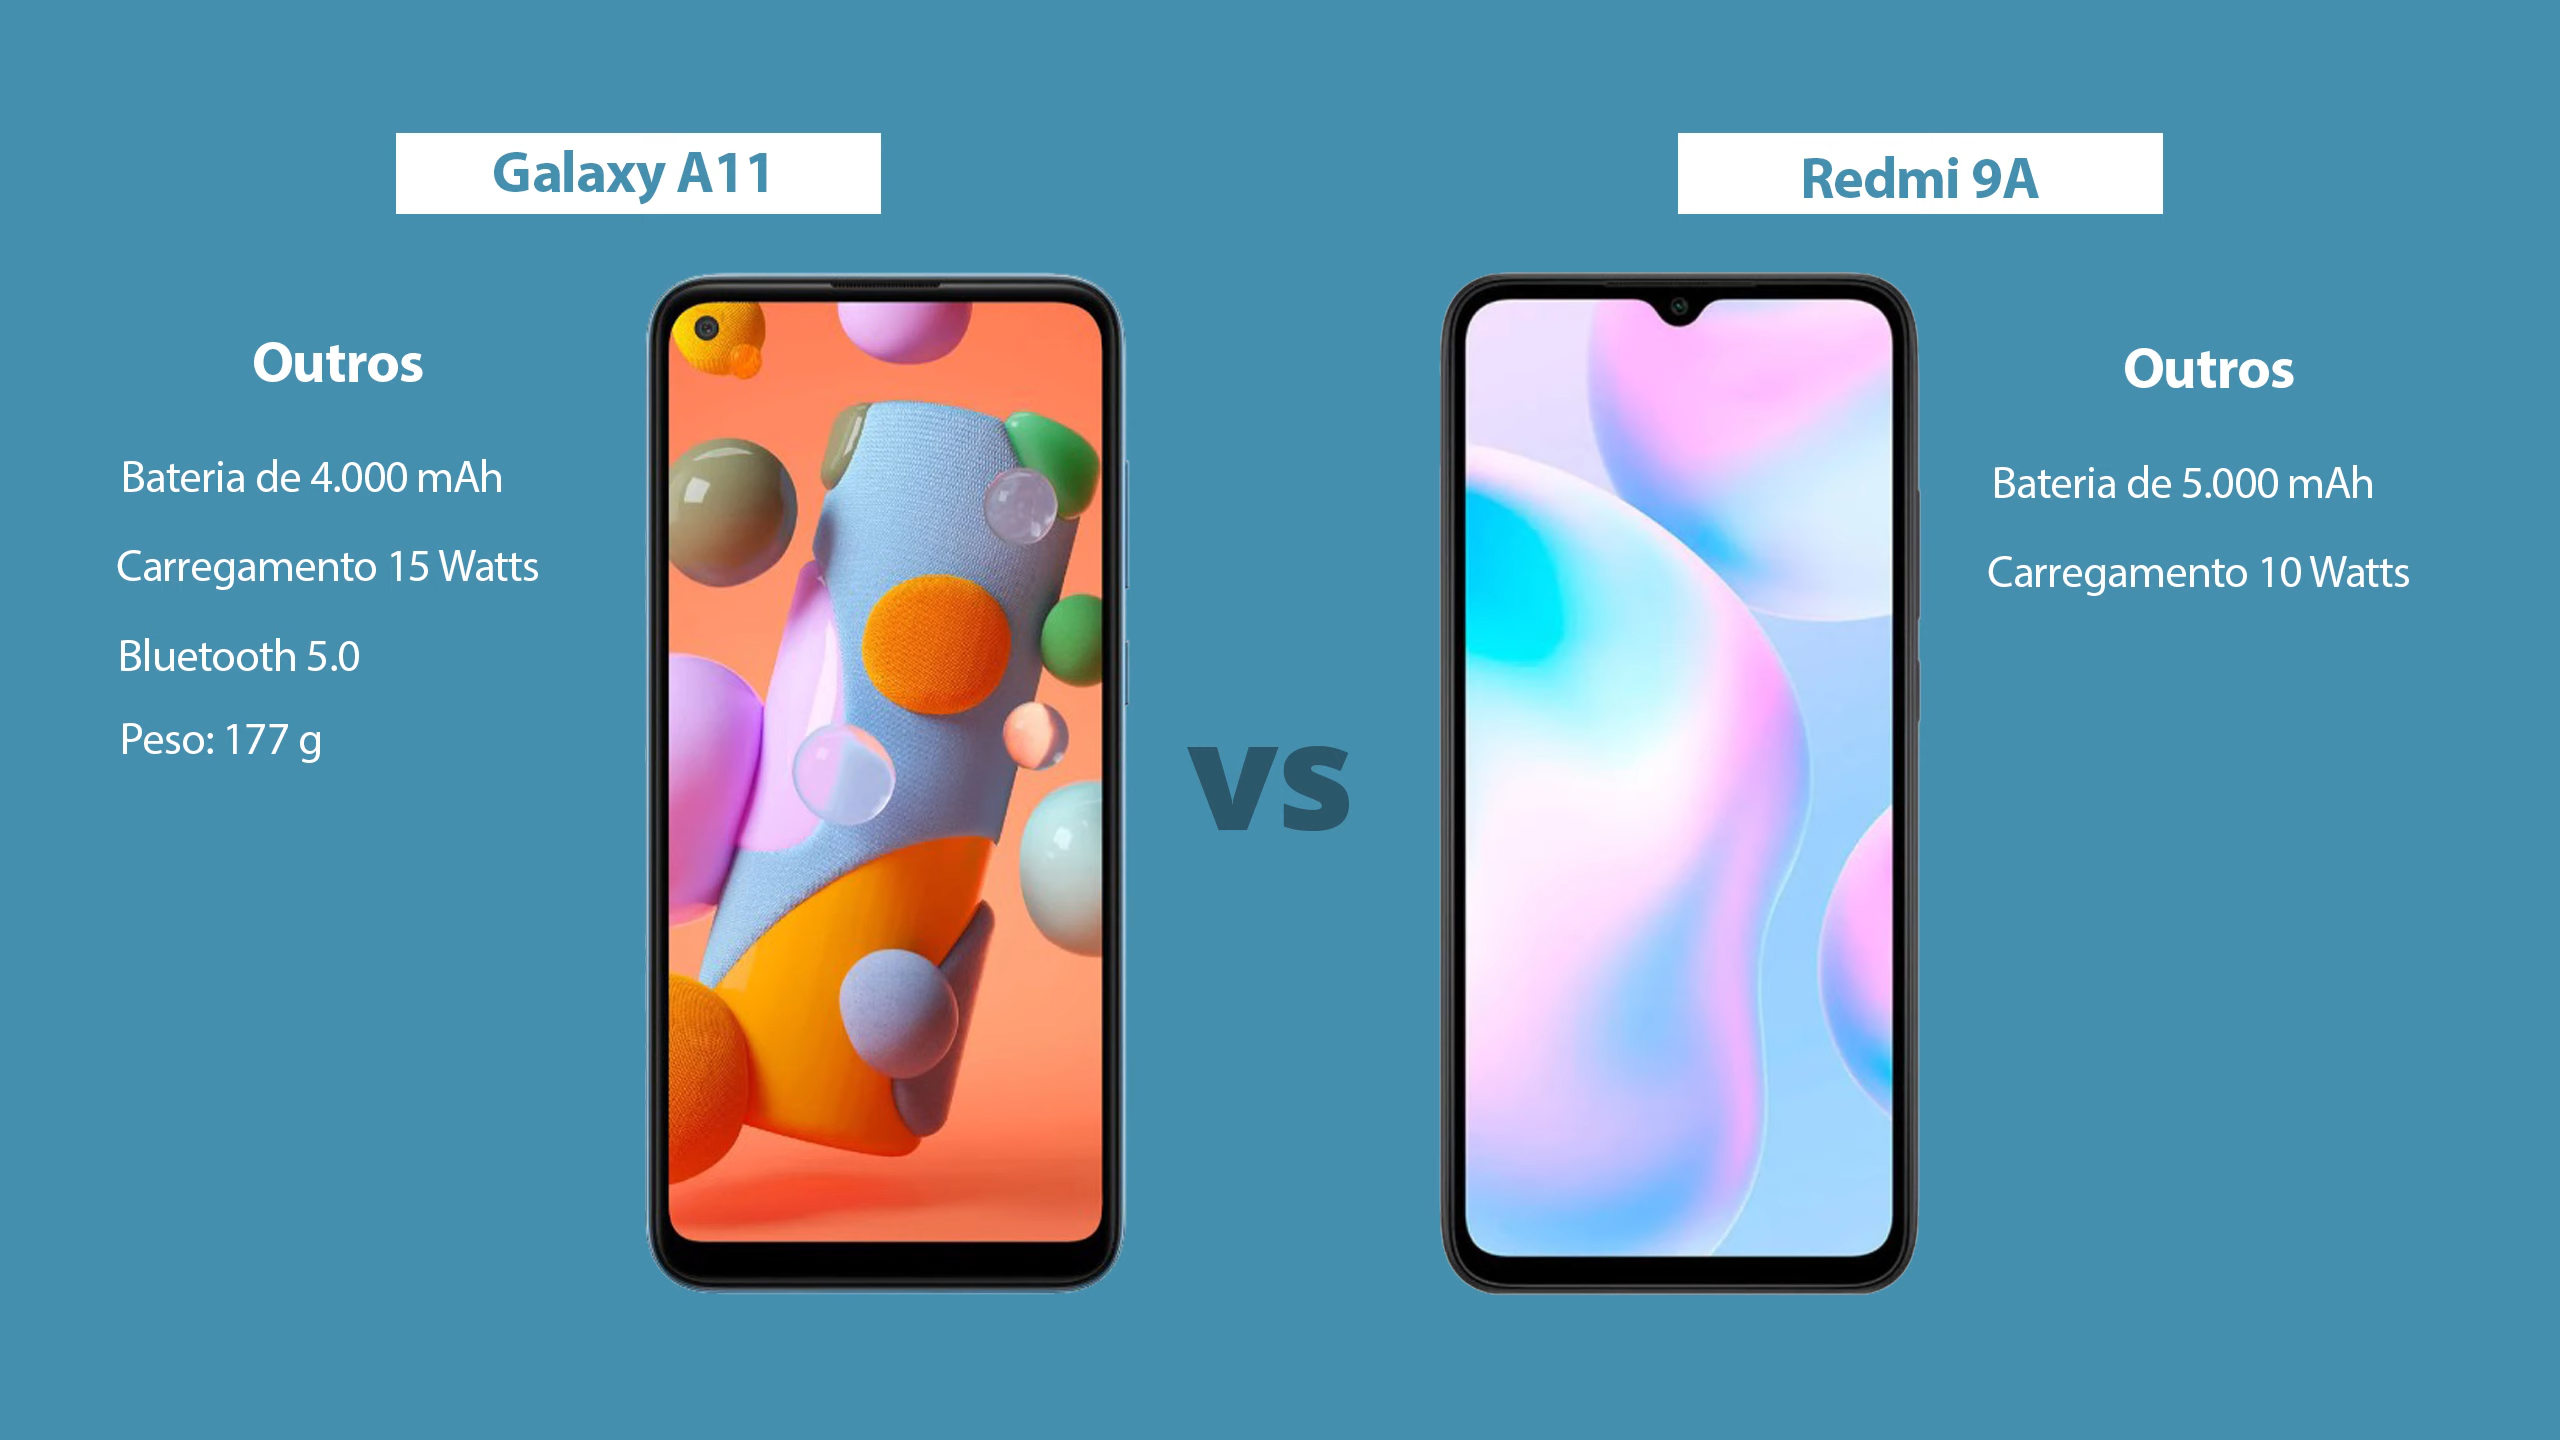 Galaxy A11
Outros
Bateria de 4.000 mAh
Carregamento 15 Watts
Bluetooth 5.0
Peso: 177 g
vs
Redmi 9A
Outros
Bateria de 5.000 mAh
Carregamento 10 Watts